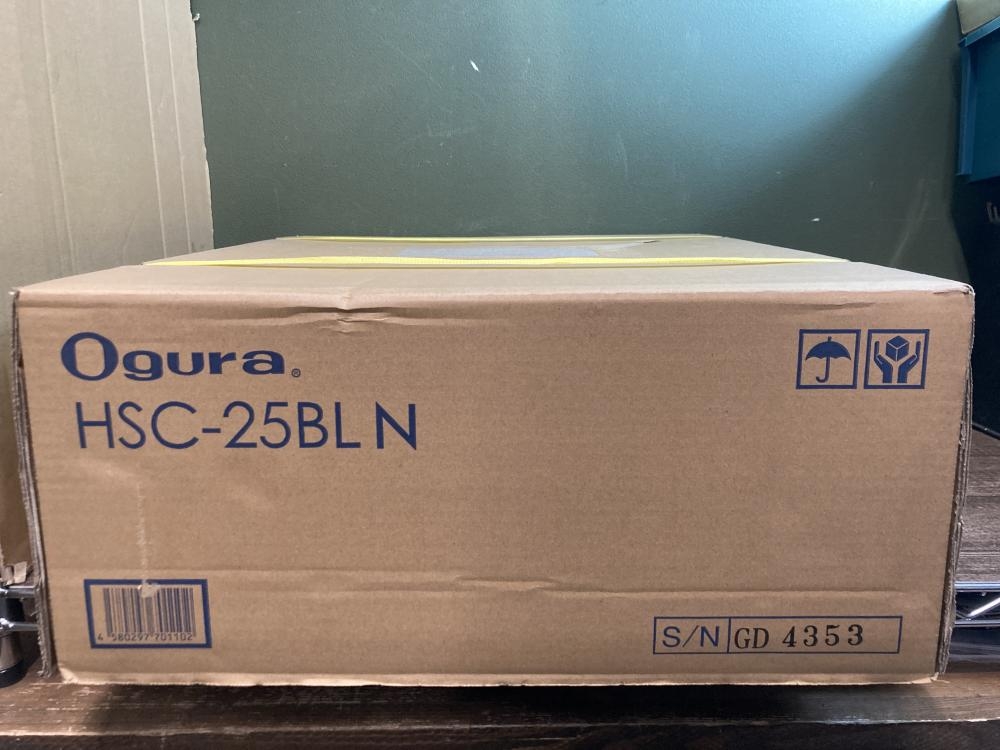 Ogura®
HSC-25BL N
4 580297 701102
S/N GD 4353